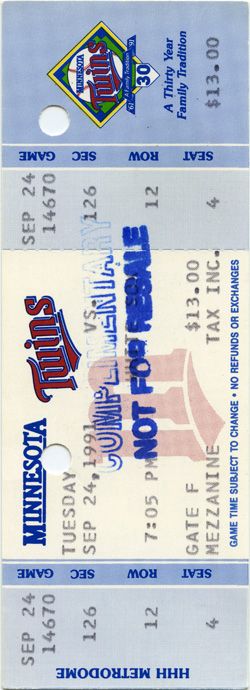 MINNESOTA
Twins
A Family Tradition
'61 '91
30
A Thirty Year
Family Tradition
$13.00
GAME SEC ROW SEAT
SEP 24
14670 126 12 4
MINNESOTA Twins
TUESDAY
SEP 24,1991 VS.
COMPLIMENTARY
NOT FOR RESALE
7:05 PM
GATE F $13.00
MEZZANINE TAX INC.
GAME TIME SUBJECT TO CHANGE • NO REFUNDS OR EXCHANGES
GAME SEC ROW SEAT
SEP 24
14670 126 12 4
HHH METRODOME